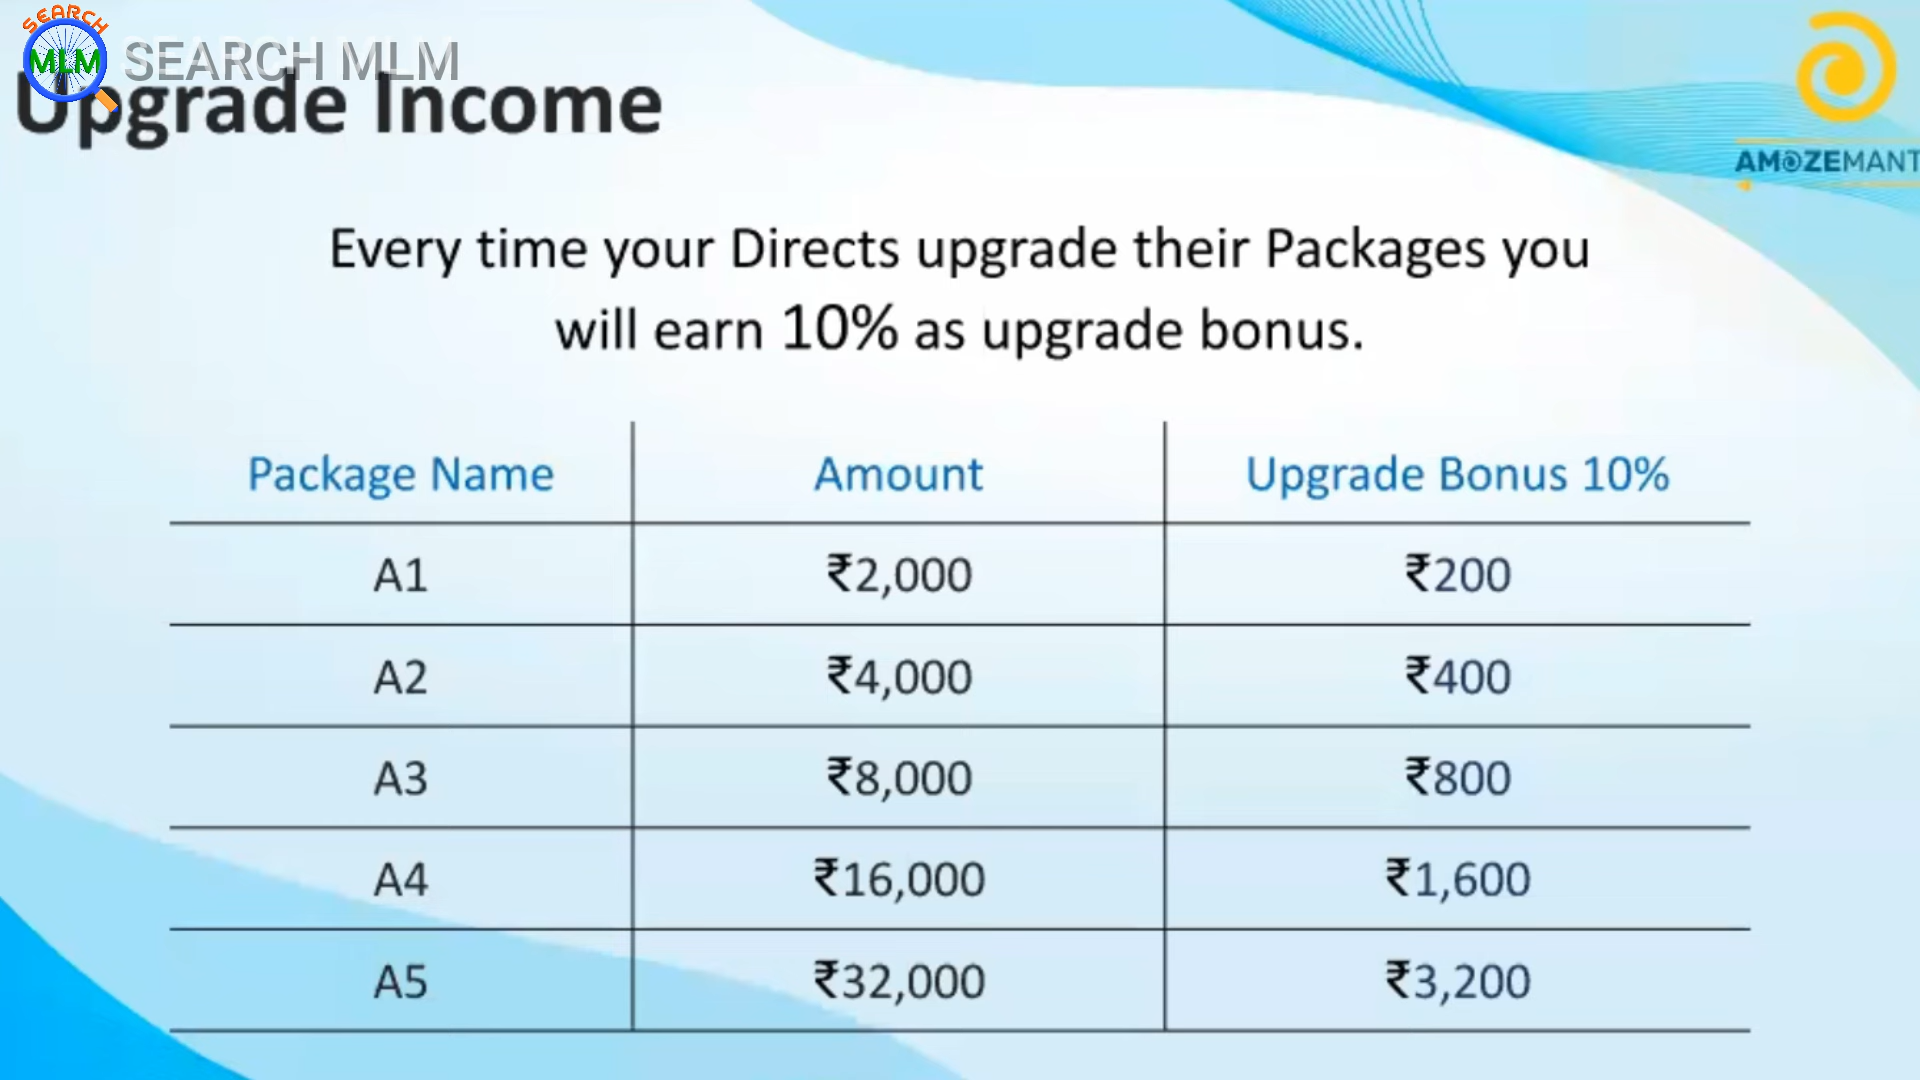 SEARCH
MLM
SEARCH MLM
Upgrade Income
AMOZEMANT
Every time your Directs upgrade their Packages you
will earn 10% as upgrade bonus.
Package Name Amount Upgrade Bonus 10%
A1 ₹2,000 ₹200
A2 ₹4,000 ₹400
A3 ₹8,000 ₹800
A4 ₹16,000 ₹1,600
A5 ₹32,000 ₹3,200